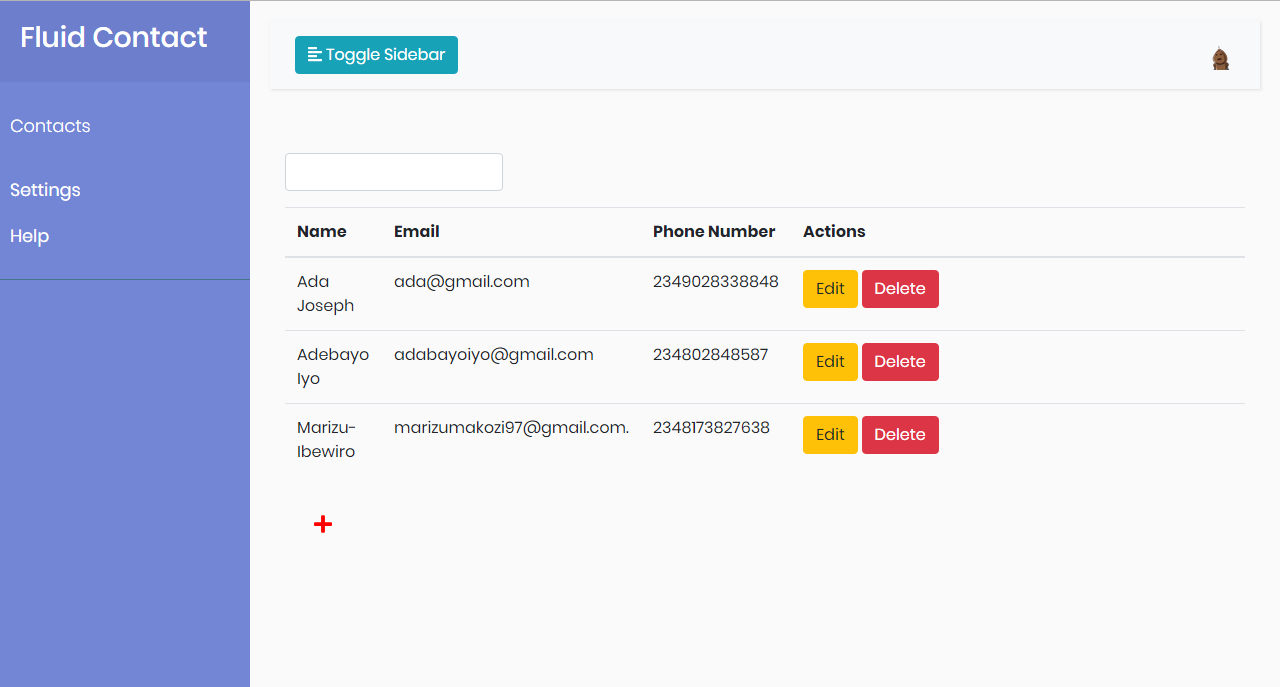 Fluid Contact
Toggle Sidebar
Contacts
Settings
Help
Name Email Phone Number Actions
Ada ada@gmail.com 2349028338848 Edit Delete
Joseph
Adebayo adabayoiyo@gmail.com 234802848587 Edit Delete
Iyo
Marizu- marizumakozi97@gmail.com. 2348173827638 Edit Delete
Ibewiro